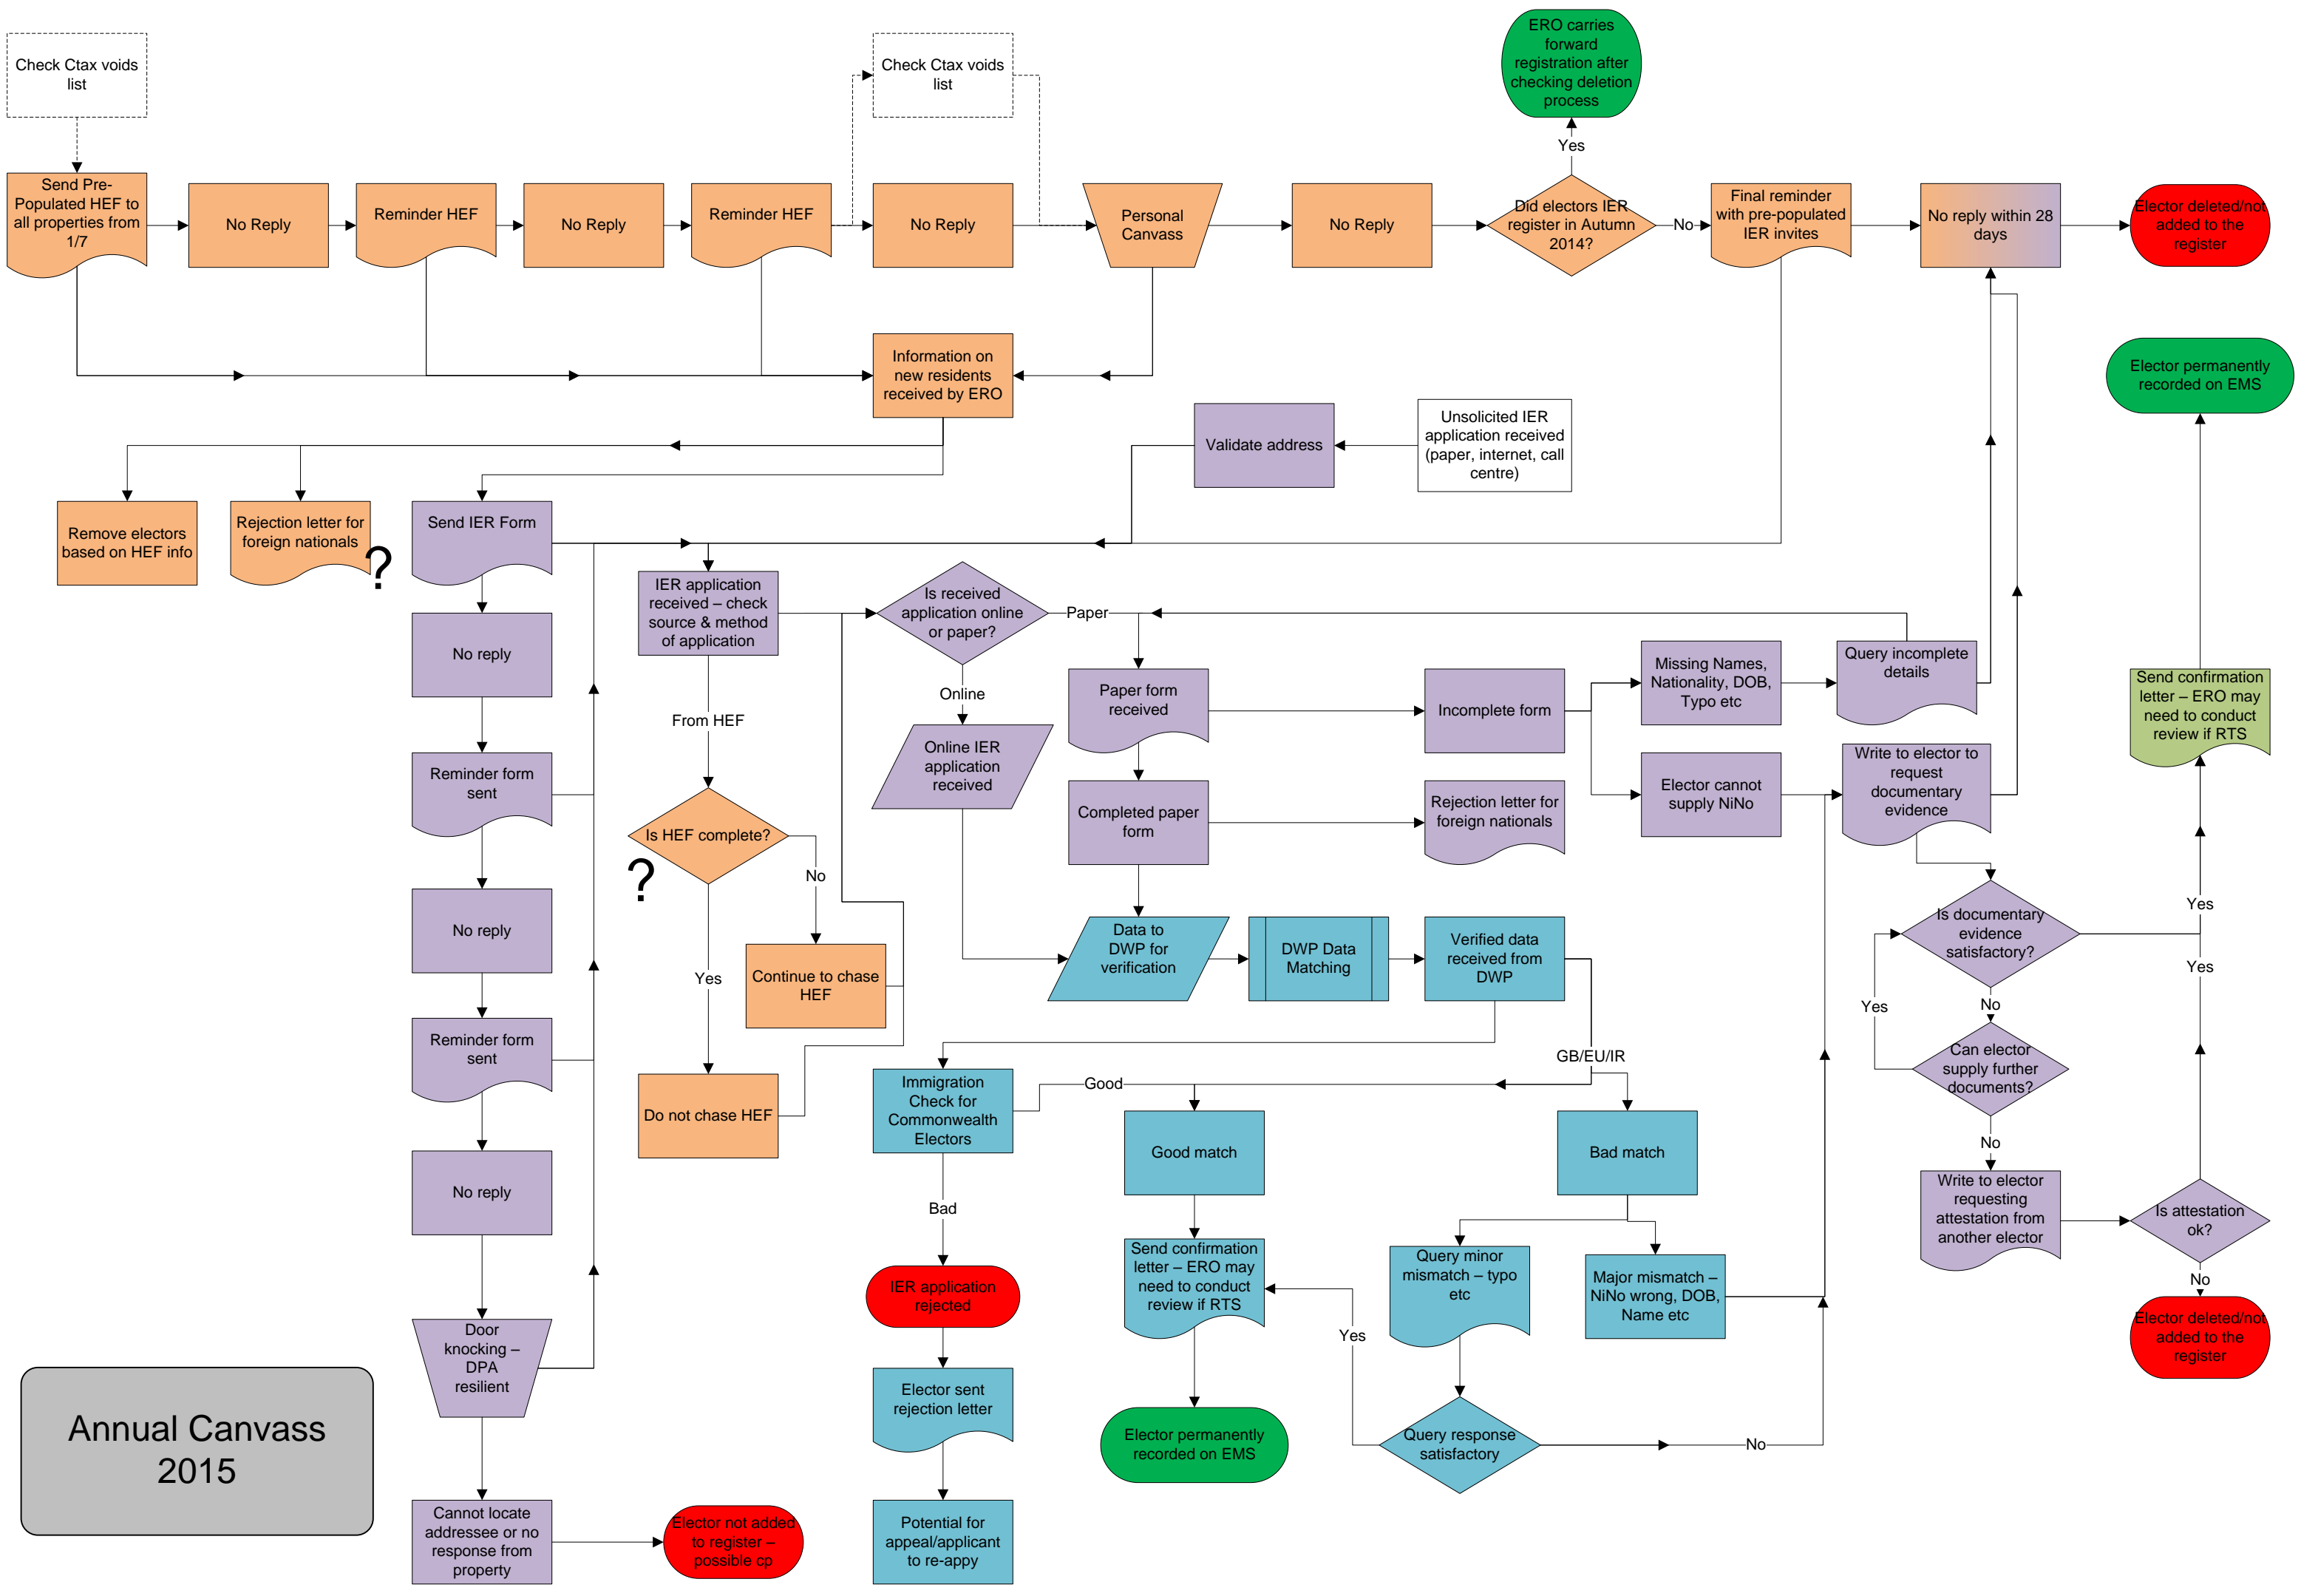 Check Ctax voids
list
Check Ctax voids
list
ERO carries
forward
registration after
checking deletion
process
Yes
Send Pre-
Populated HEF to
all properties from
1/7
No Reply
Reminder HEF
No Reply
Reminder HEF
No Reply
Personal
Canvass
No Reply
Did electors IER
register in Autumn
2014?
No
Final reminder
with pre-populated
IER invites
No reply within 28
days
Elector deleted/not
added to the
register
Information on
new residents
received by ERO
Elector permanently
recorded on EMS
Validate address
Unsolicited IER
application received
(paper, internet, call
centre)
Remove electors
based on HEF info
Rejection letter for
foreign nationals
?
Send IER Form
IER application
received – check
source & method
of application
Is received
application online
or paper?
Paper
No reply
Online
From HEF
Paper form
received
Incomplete form
Missing Names,
Nationality, DOB,
Typo etc
Query incomplete
details
Send confirmation
letter – ERO may
need to conduct
review if RTS
Reminder form
sent
Online IER
application
received
Is HEF complete?
?
No
Completed paper
form
Rejection letter for
foreign nationals
Elector cannot
supply NiNo
Write to elector to
request
documentary
evidence
No reply
Yes
Continue to chase
HEF
Data to
DWP for
verification
DWP Data
Matching
Verified data
received from
DWP
Is documentary
evidence
satisfactory?
Yes
Yes
Yes
No
Reminder form
sent
Do not chase HEF
Immigration
Check for
Commonwealth
Electors
Good
GB/EU/IR
Can elector
supply further
documents?
No
No reply
Bad
Good match
Bad match
Write to elector
requesting
attestation from
another elector
Is attestation
ok?
No
Elector deleted/not
added to the
register
IER application
rejected
Send confirmation
letter – ERO may
need to conduct
review if RTS
Query minor
mismatch – typo
etc
Major mismatch –
NiNo wrong, DOB,
Name etc
Yes
Door
knocking –
DPA
resilient
Elector sent
rejection letter
Elector permanently
recorded on EMS
Query response
satisfactory
No
Annual Canvass
2015
Cannot locate
addressee or no
response from
property
Elector not added
to register –
possible cp
Potential for
appeal/applicant
to re-appy